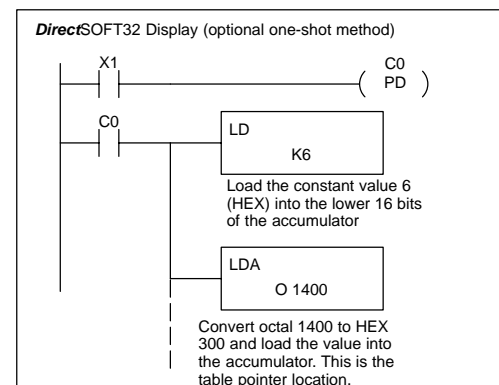 DirectSOFT32 Display (optional one-shot method)
X1
C0
PD
C0
LD
K6
Load the constant value 6
(HEX) into the lower 16 bits
of the accumulator
LDA
O 1400
Convert octal 1400 to HEX
300 and load the value into
the accumulator. This is the
table pointer location.